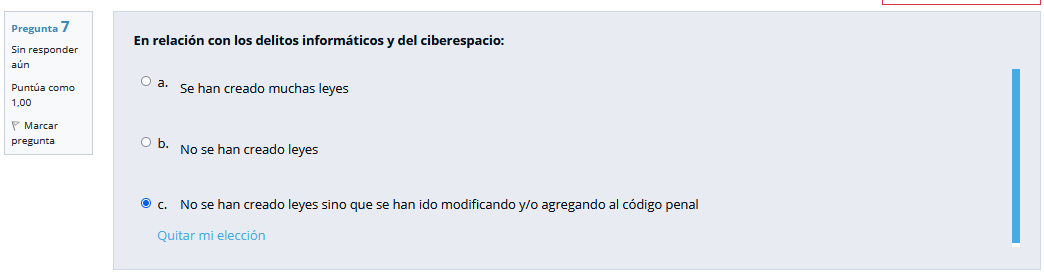 Pregunta 7
Sin responder
aún
Puntúa como
1,00
Marcar
pregunta
En relación con los delitos informáticos y del ciberespacio:
a. Se han creado muchas leyes
b. No se han creado leyes
c. No se han creado leyes sino que se han ido modificando y/o agregando al código penal
Quitar mi elección